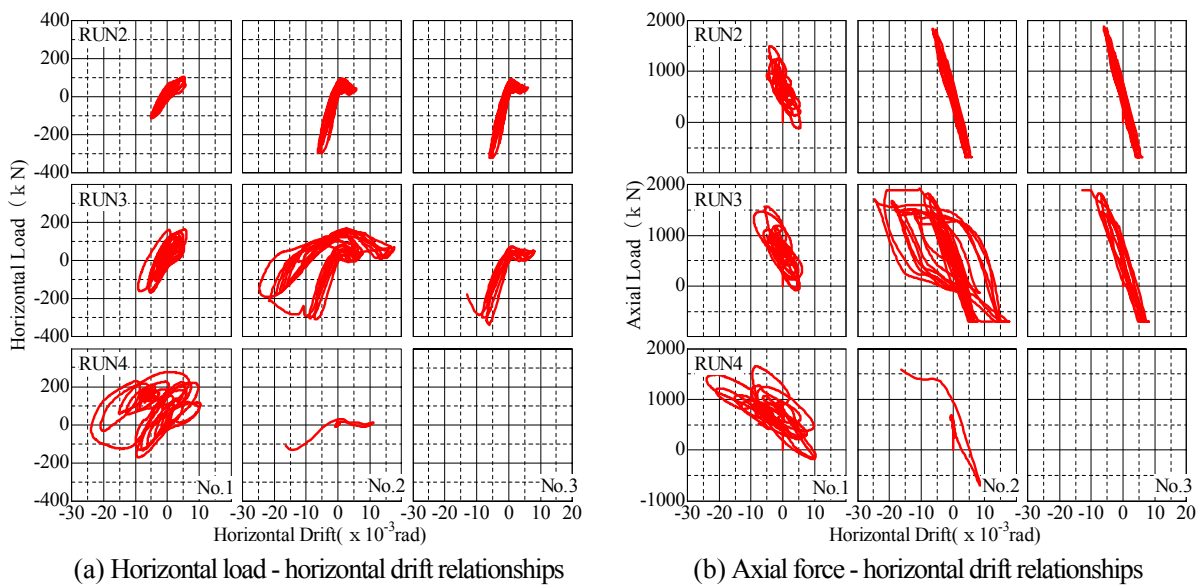 400
RUN2
200
0
-200
-400
RUN3
200
0
-200
-400
RUN4
200
0
-200
-400
No.1
No.2
No.3
-30 -20 -10 0 10 -30 -20 -10 0 10 -30 -20 -10 0 10 20
Horizontal Load (kN)
Horizontal Drift( x 10-3rad)
(a) Horizontal load - horizontal drift relationships
2000
RUN2
1000
0
2000
RUN3
1000
0
2000
RUN4
1000
0
-1000
No.1
No.2
No.3
-30 -20 -10 0 10 -30 -20 -10 0 10 -30 -20 -10 0 10 20
Axial Load (kN)
Horizontal Drift( x 10-3rad)
(b) Axial force - horizontal drift relationships